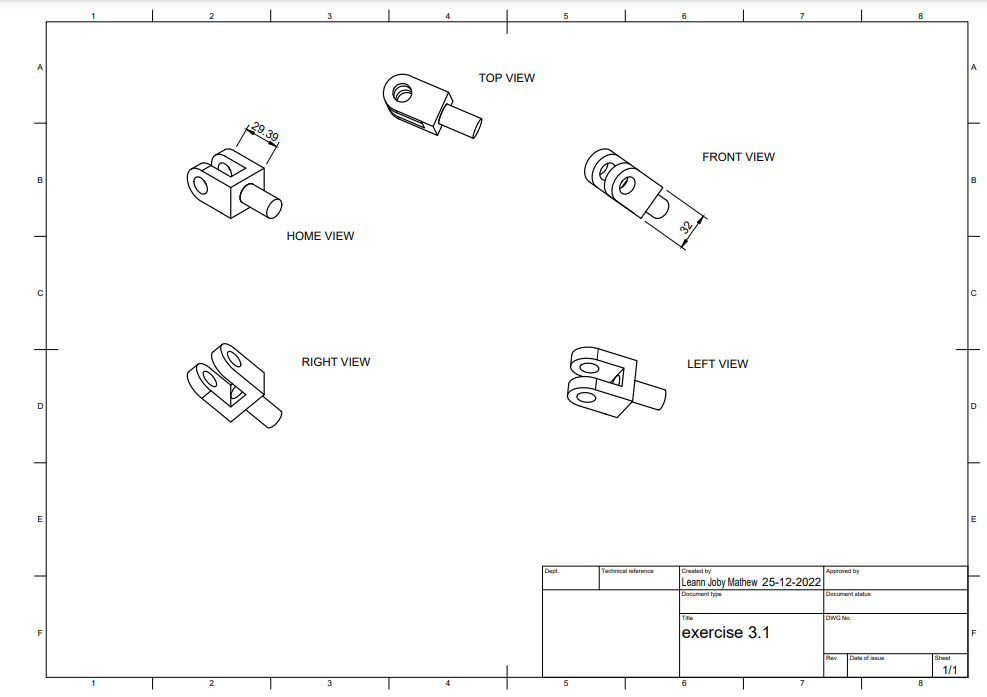 1 2 3 4 5 6 7 8
A A
TOP VIEW
29.39
FRONT VIEW
B B
32
HOME VIEW
C C
RIGHT VIEW
LEFT VIEW
D D
E E
Dept. Technical reference Created by Approved by
Leann Joby Mathew 25-12-2022
Document type Document status
Title DWG No.
exercise 3.1
F F
Rev. Date of issue Sheet
1/1
1 2 3 4 5 6 7 8